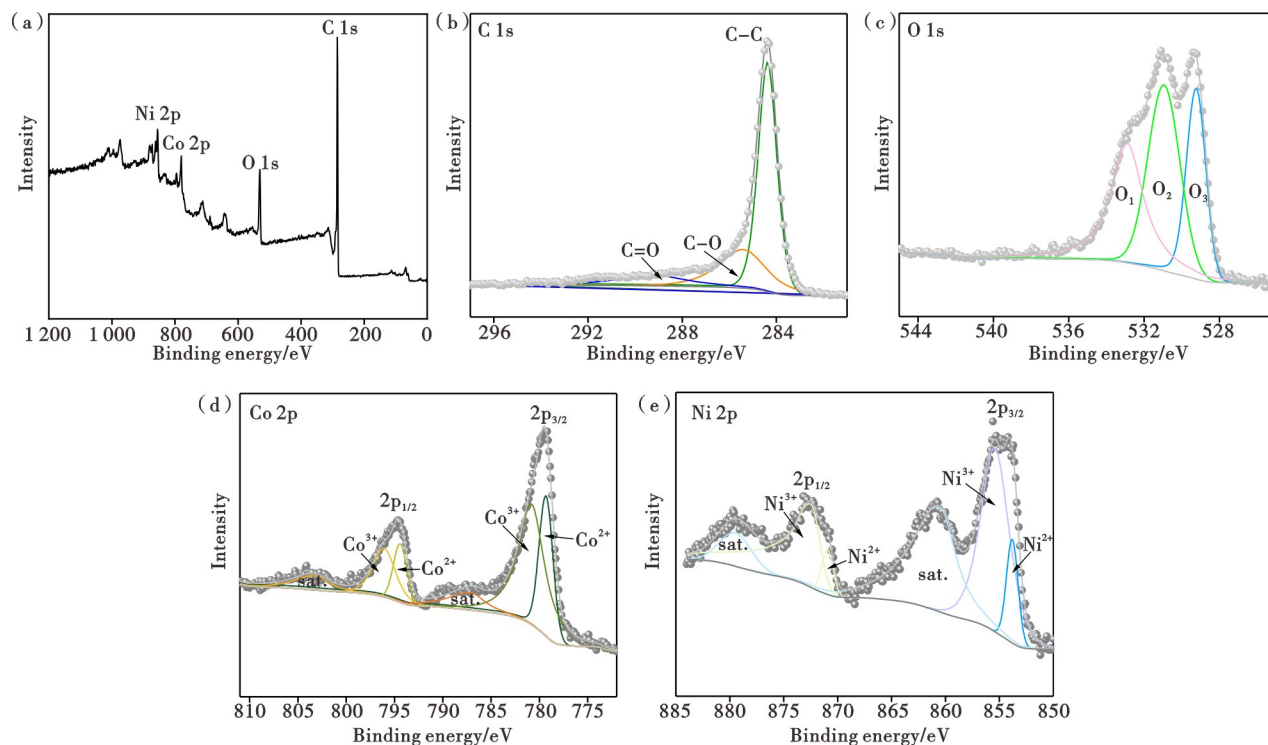 (a)
C 1s
Ni 2p
Co 2p
O 1s
Intensity
1 200 1 000 800 600 400 200 0
Binding energy/eV
(b)
C 1s
C-C
C=O
C-O
Intensity
296 292 288 284
Binding energy/eV
(c)
O 1s
O₁
O₂
O₃
Intensity
544 540 536 532 528
Binding energy/eV
(d)
Co 2p
2p₃/₂
2p₁/₂
Co³⁺
Co²⁺
Co³⁺
Co²⁺
sat.
sat.
Intensity
810 805 800 795 790 785 780 775
Binding energy/eV
(e)
Ni 2p
2p₃/₂
2p₁/₂
Ni³⁺
Ni³⁺
Ni²⁺
Ni²⁺
sat.
sat.
Intensity
885 880 875 870 865 860 855 850
Binding energy/eV